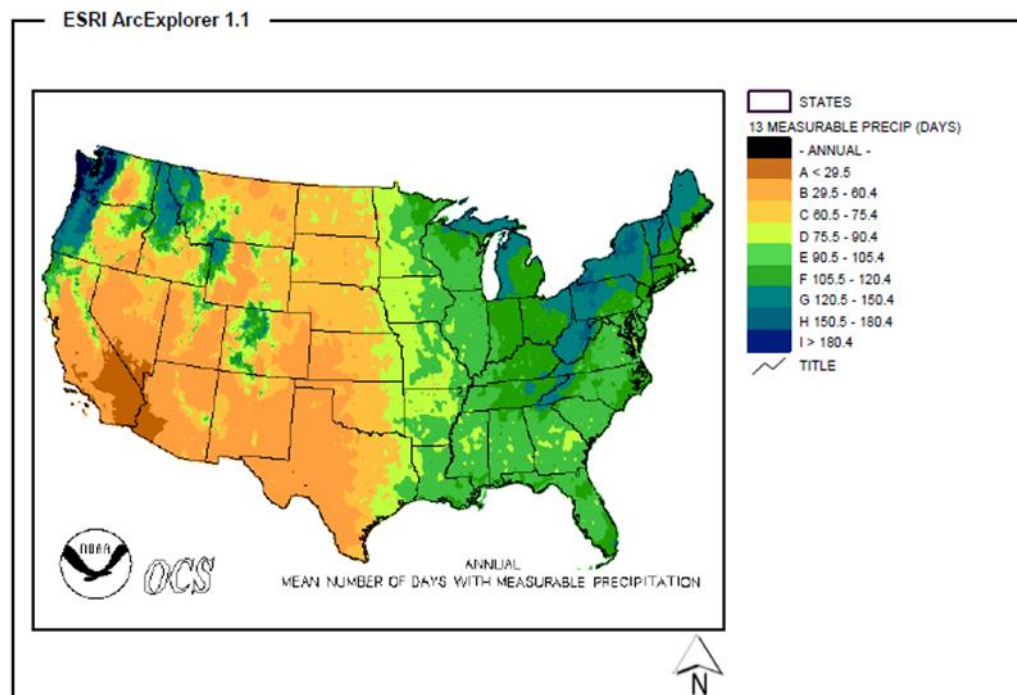 ESRI ArcExplorer 1.1
STATES
13 MEASURABLE PRECIP (DAYS)
- ANNUAL -
A < 29.5
B 29.5 - 60.4
C 60.5 - 75.4
D 75.5 - 90.4
E 90.5 - 105.4
F 105.5 - 120.4
G 120.5 - 150.4
H 150.5 - 180.4
I > 180.4
TITLE
NOAA
OCS
ANNUAL
MEAN NUMBER OF DAYS WITH MEASURABLE PRECIPITATION
N